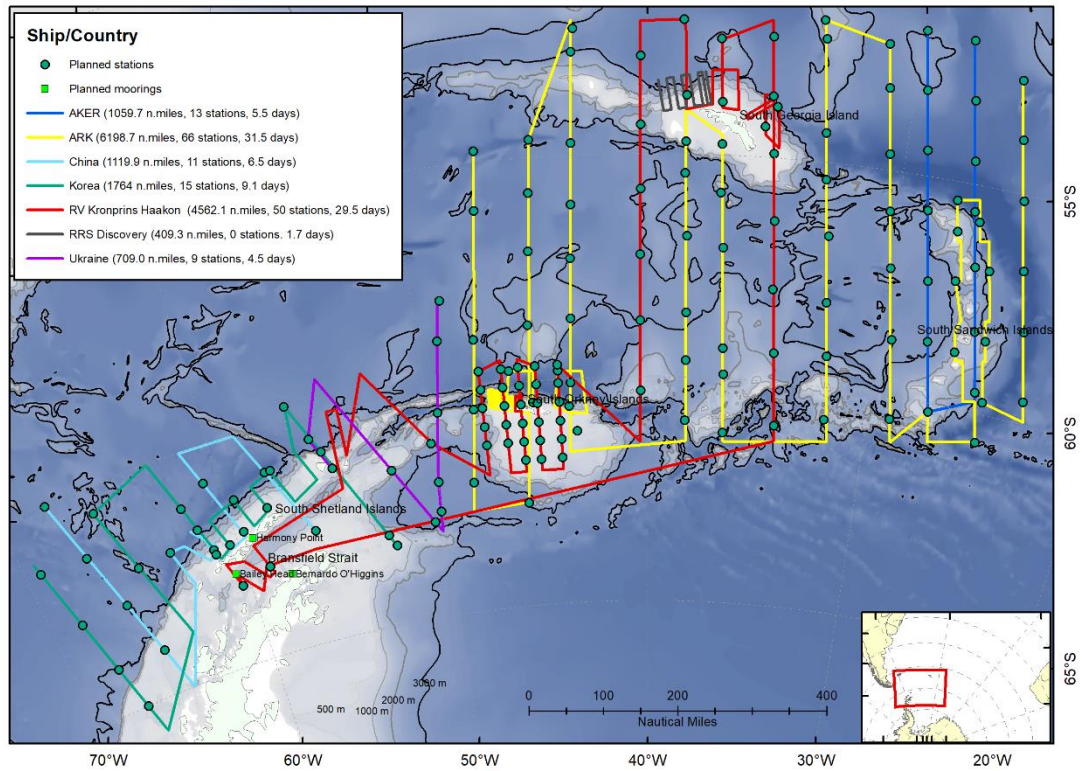 Ship/Country
Planned stations
Planned moorings
AKER (1059.7 n.miles, 13 stations, 5.5 days)
ARK (6198.7 n.miles, 66 stations, 31.5 days)
China (1119.9 n.miles, 11 stations, 6.5 days)
Korea (1764 n.miles, 15 stations, 9.1 days)
RV Kronprins Haakon (4562.1 n.miles, 50 stations, 29.5 days)
RRS Discovery (409.3 n.miles, 0 stations. 1.7 days)
Ukraine (709.0 n.miles, 9 stations, 4.5 days)
South Georgia Island
55°S
South Sandwich Islands
South Orkney Islands
60°S
South Shetland Islands
Harmony Point
Bransfield Strait
Bailey Head
Bernardo O'Higgins
65°S
3000 m
2000 m
1000 m
500 m
0 100 200 400
Nautical Miles
70°W 60°W 50°W 40°W 30°W 20°W